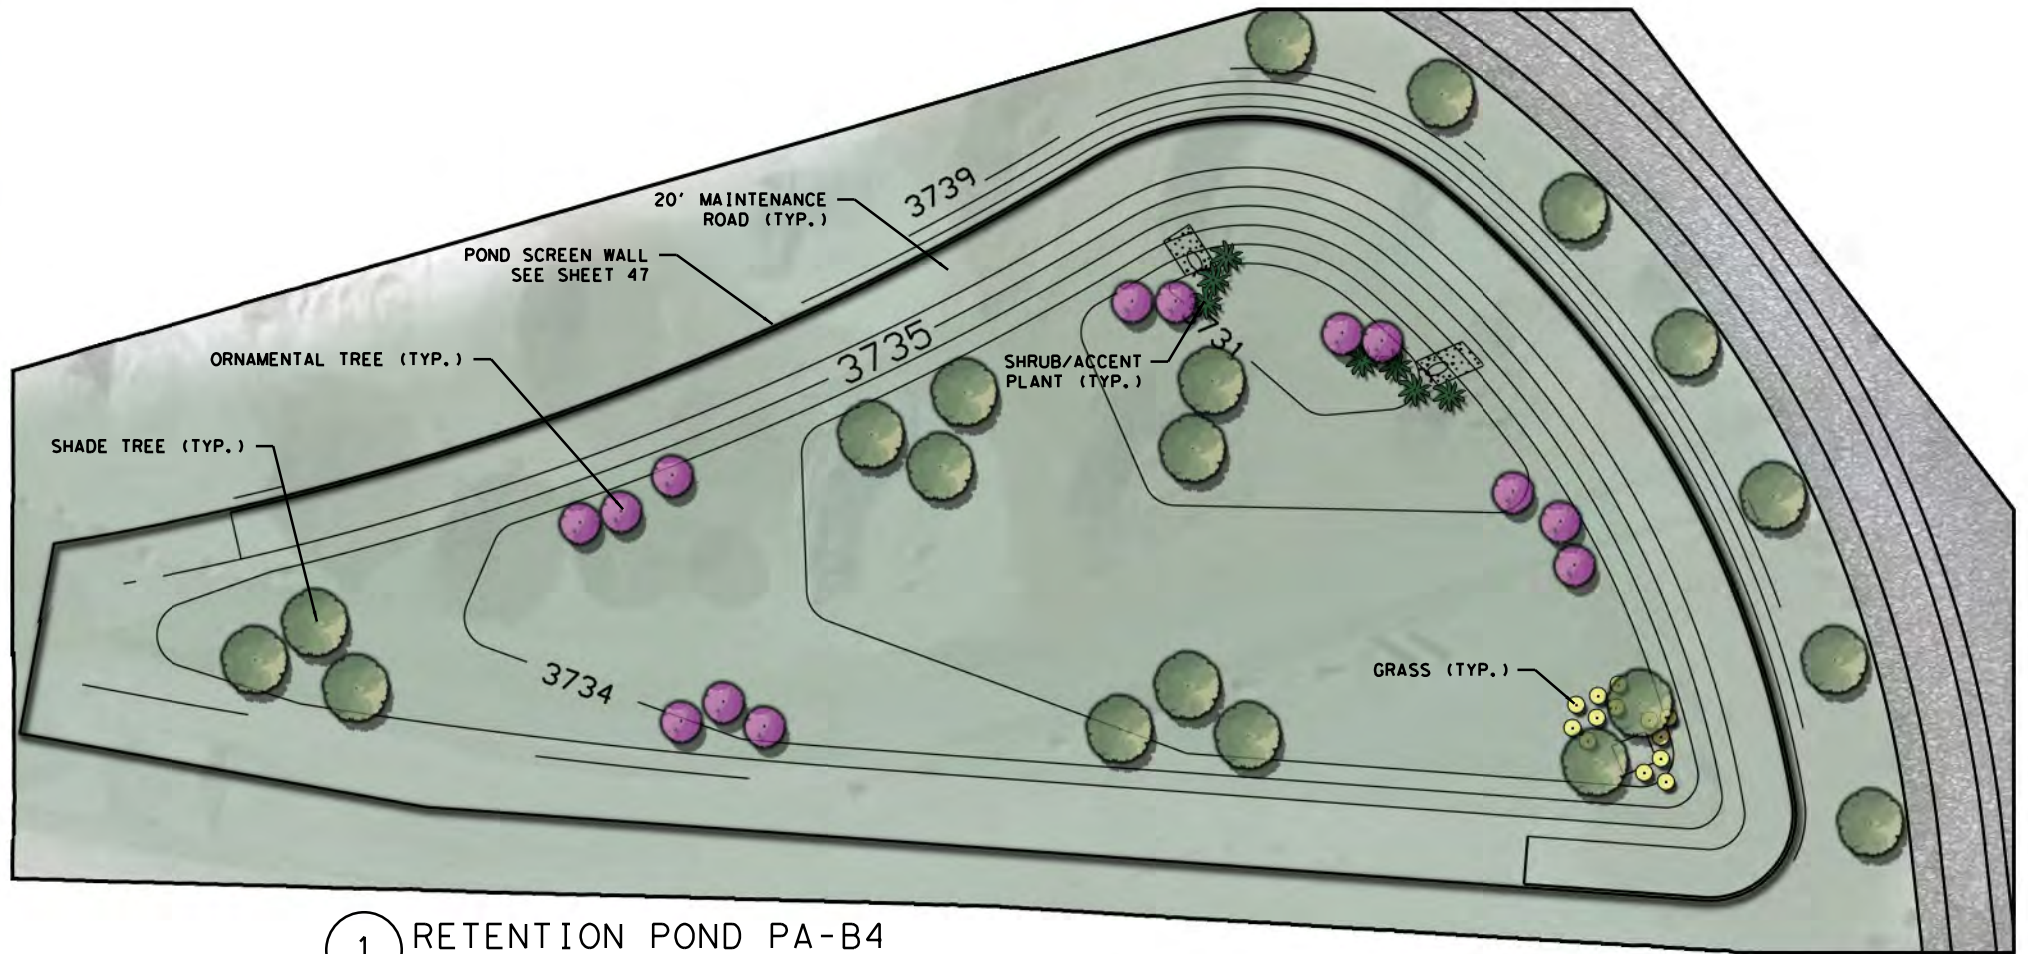 3739
20' MAINTENANCE
ROAD (TYP.)
POND SCREEN WALL
SEE SHEET 47
3735
ORNAMENTAL TREE (TYP.)
SHRUB/ACCENT
PLANT (TYP.)
SHADE TREE (TYP.)
GRASS (TYP.)
3734
1
RETENTION POND PA-B4